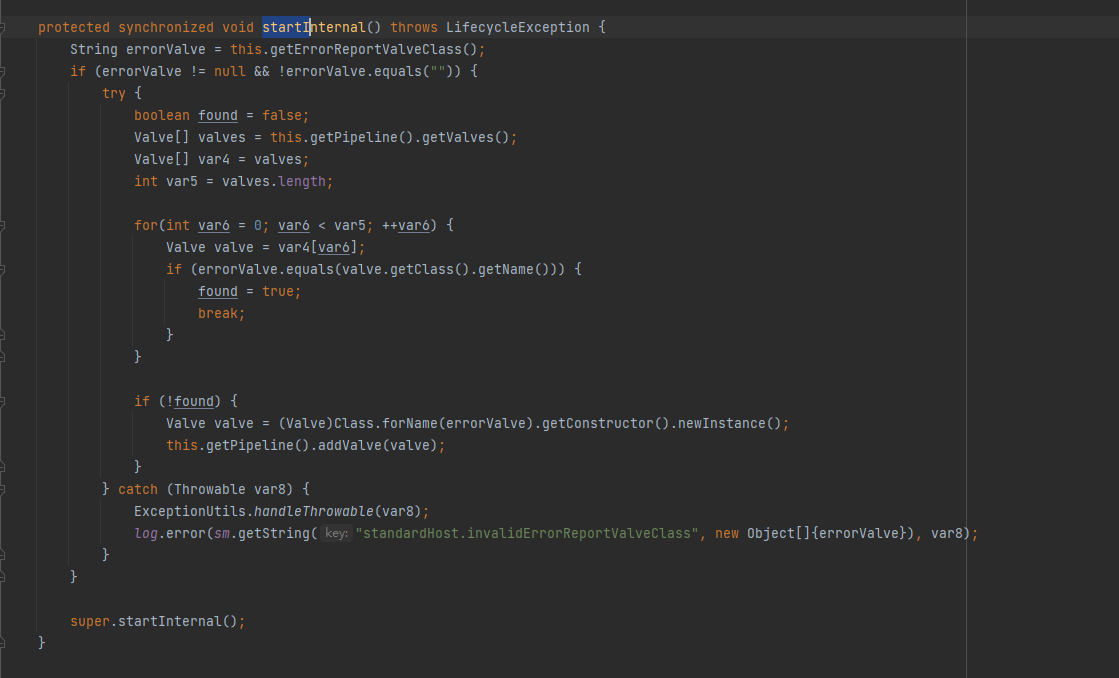 protected synchronized void startInternal() throws LifecycleException {
String errorValve = this.getErrorReportValveClass();
if (errorValve != null && !errorValve.equals("")) {
try {
boolean found = false;
Valve[] valves = this.getPipeline().getValves();
Valve[] var4 = valves;
int var5 = valves.length;
for(int var6 = 0; var6 < var5; ++var6) {
Valve valve = var4[var6];
if (errorValve.equals(valve.getClass().getName())) {
found = true;
break;
}
}
if (!found) {
Valve valve = (Valve)Class.forName(errorValve).getConstructor().newInstance();
this.getPipeline().addValve(valve);
}
} catch (Throwable var8) {
ExceptionUtils.handleThrowable(var8);
log.error(sm.getString( key: "standardHost.invalidErrorReportValveClass", new Object[]{errorValve}), var8);
}
}
super.startInternal();
}